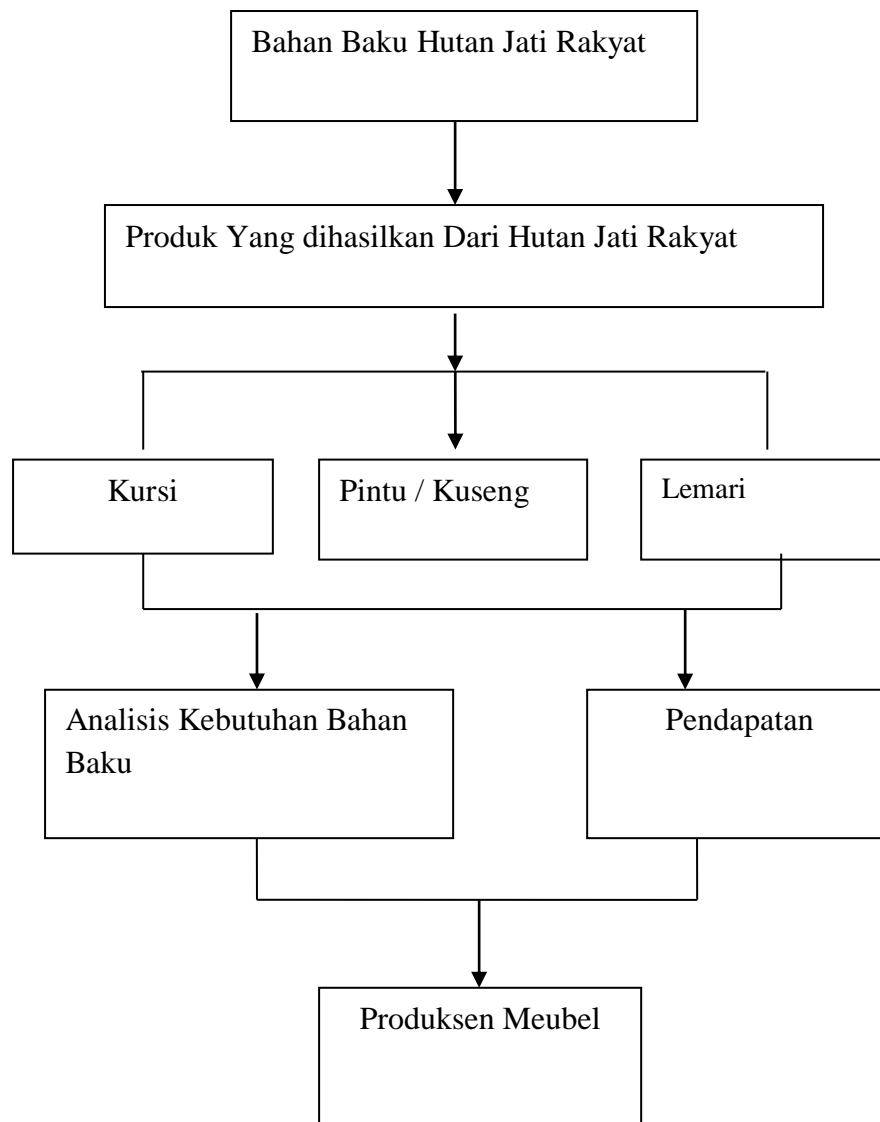 Bahan Baku Hutan Jati Rakyat
Produk Yang dihasilkan Dari Hutan Jati Rakyat
Kursi
Pintu / Kuseng
Lemari
Analisis Kebutuhan Bahan
Baku
Pendapatan
Produksen Meubel